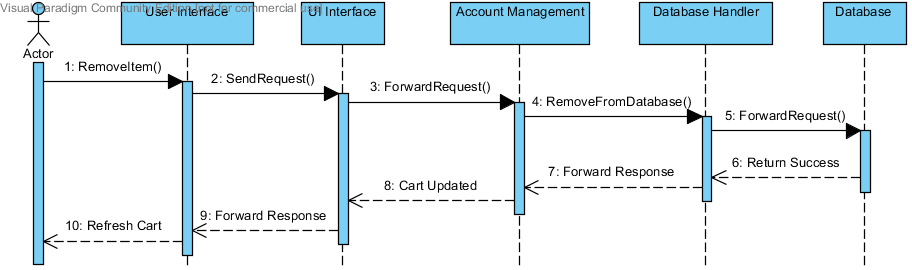 Visual Paradigm Community Edition [not for commercial use]
User Interface
UI Interface
Account Management
Database Handler
Database
Actor
1: RemoveItem()
2: SendRequest()
3: ForwardRequest()
4: RemoveFromDatabase()
5: ForwardRequest()
6: Return Success
7: Forward Response
8: Cart Updated
9: Forward Response
10: Refresh Cart